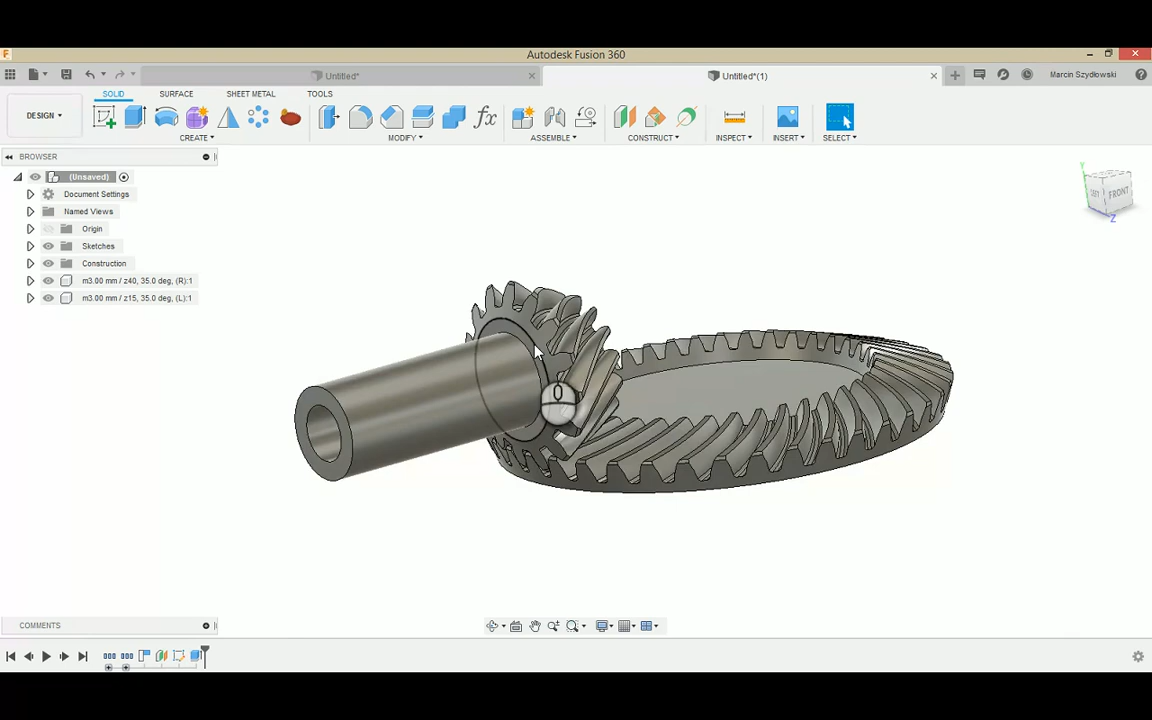 F
Autodesk Fusion 360
Untitled*
Untitled*(1)
Marcin Szydłowski
DESIGN
SOLID
SURFACE
SHEET METAL
TOOLS
CREATE
MODIFY
ASSEMBLE
CONSTRUCT
INSPECT
INSERT
SELECT
BROWSER
(Unsaved)
Document Settings
Named Views
Origin
Sketches
Construction
m3.00 mm / z40, 35.0 deg, (R):1
m3.00 mm / z15, 35.0 deg, (L):1
Y
FRONT
Z
COMMENTS